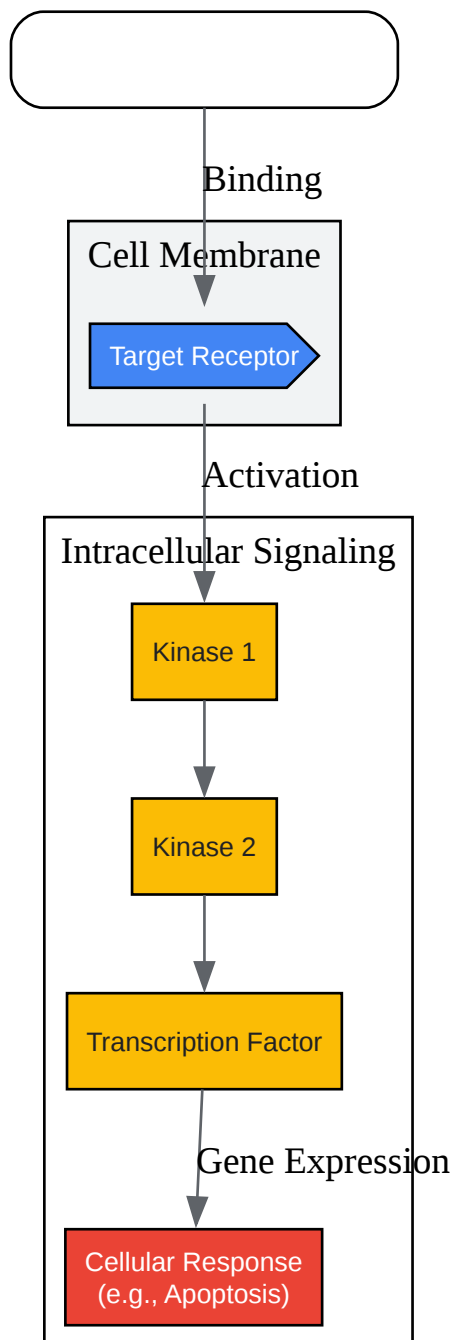 Binding
Cell Membrane
Target Receptor
Activation
Intracellular Signaling
Kinase 1
Kinase 2
Transcription Factor
Gene Expression
Cellular Response
(e.g., Apoptosis)